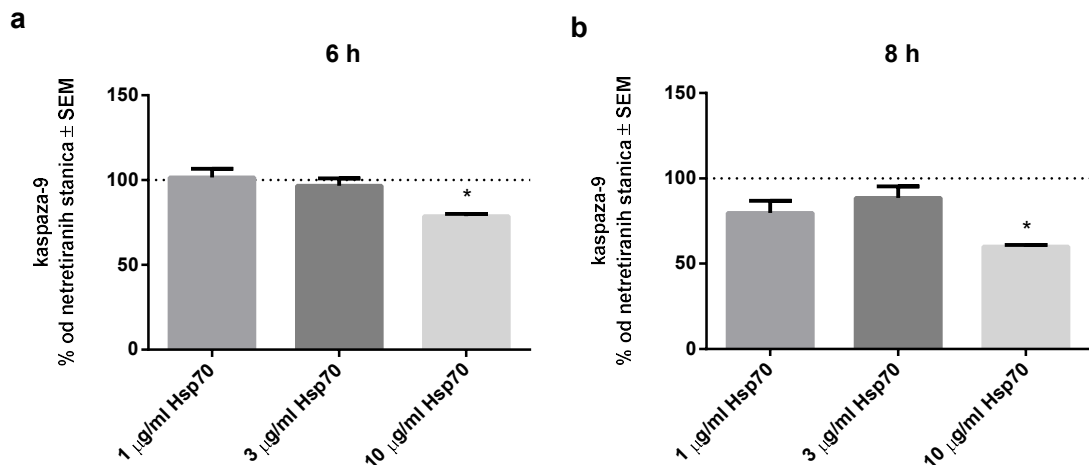 a
6 h
kaspaza-9
% od netretiranih stanica ± SEM
150
100
50
0
*
1 µg/ml Hsp70
3 µg/ml Hsp70
10 µg/ml Hsp70
b
8 h
kaspaza-9
% od netretiranih stanica ± SEM
150
100
50
0
*
1 µg/ml Hsp70
3 µg/ml Hsp70
10 µg/ml Hsp70